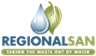 REGIONALSAN
TAKING THE WASTE OUT OF WATER